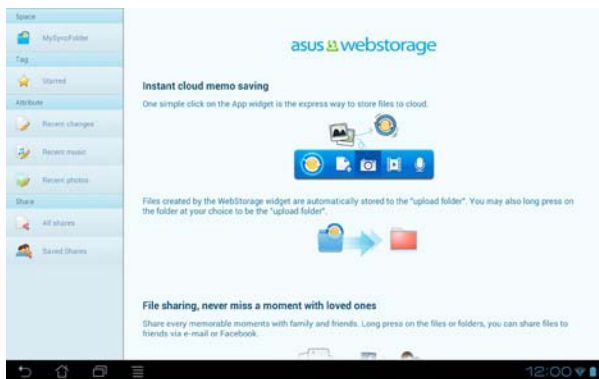 Space
MySyncFolder
Tag
Starred
Attribute
Recent changes
Recent music
Recent photos
Share
All shares
Saved Shares
asus webstorage
Instant cloud memo saving
One simple click on the App widget is the express way to store files to cloud.
Files created by the WebStorage widget are automatically stored to the "upload folder". You may also long press on
the folder at your choice to be the "upload folder".
File sharing, never miss a moment with loved ones
Share every memorable moments with family and friends. Long press on the files or folders, you can share files to
friends via e-mail or Facebook.
12:00